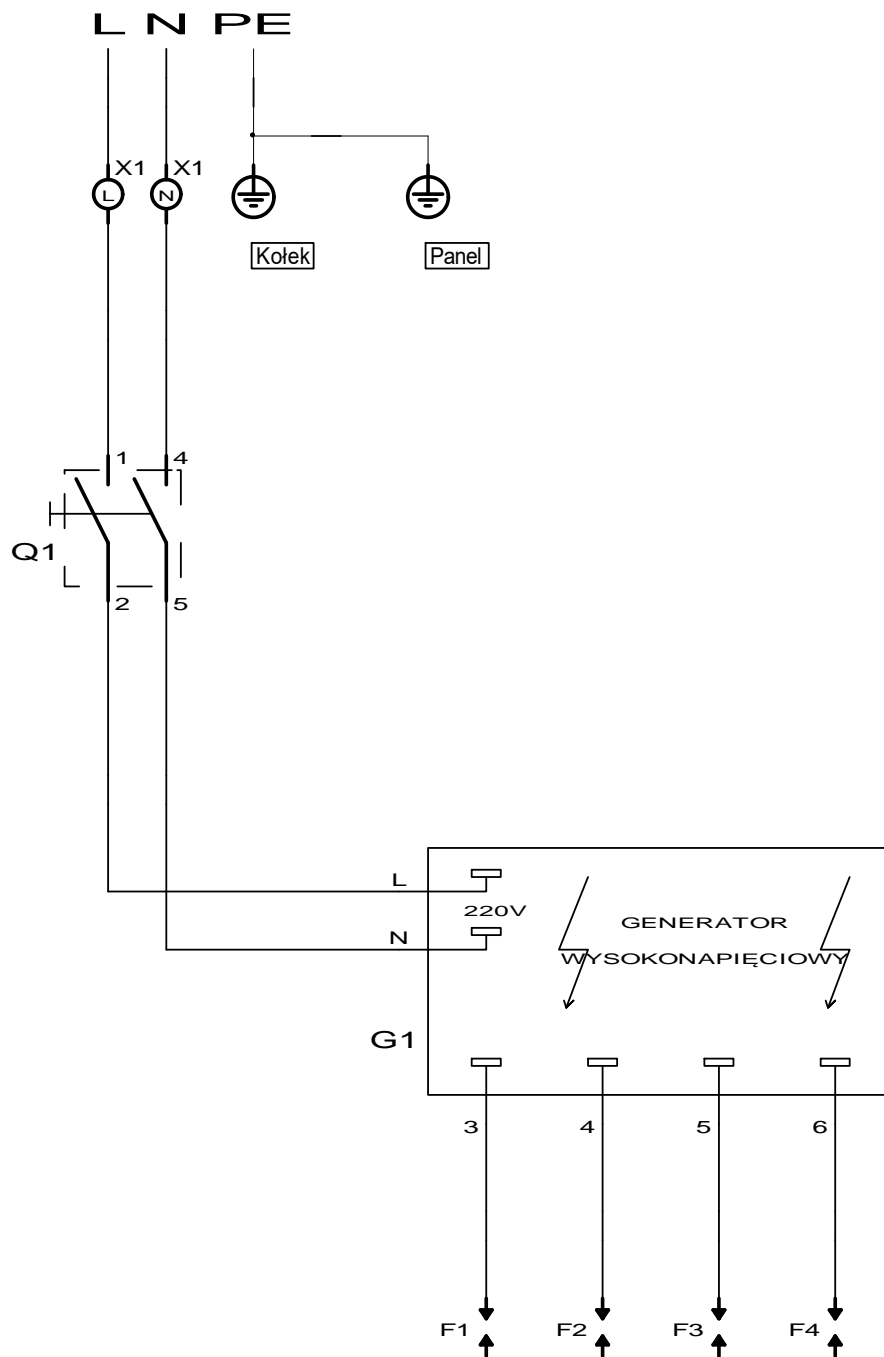 L N PE
X1 X1
L N
Kołek Panel
1 4
Q1
2 5
L
220V
GENERATOR
N
WYSOKONAPIĘCIOWY
G1
3 4 5 6
F1 F2 F3 F4